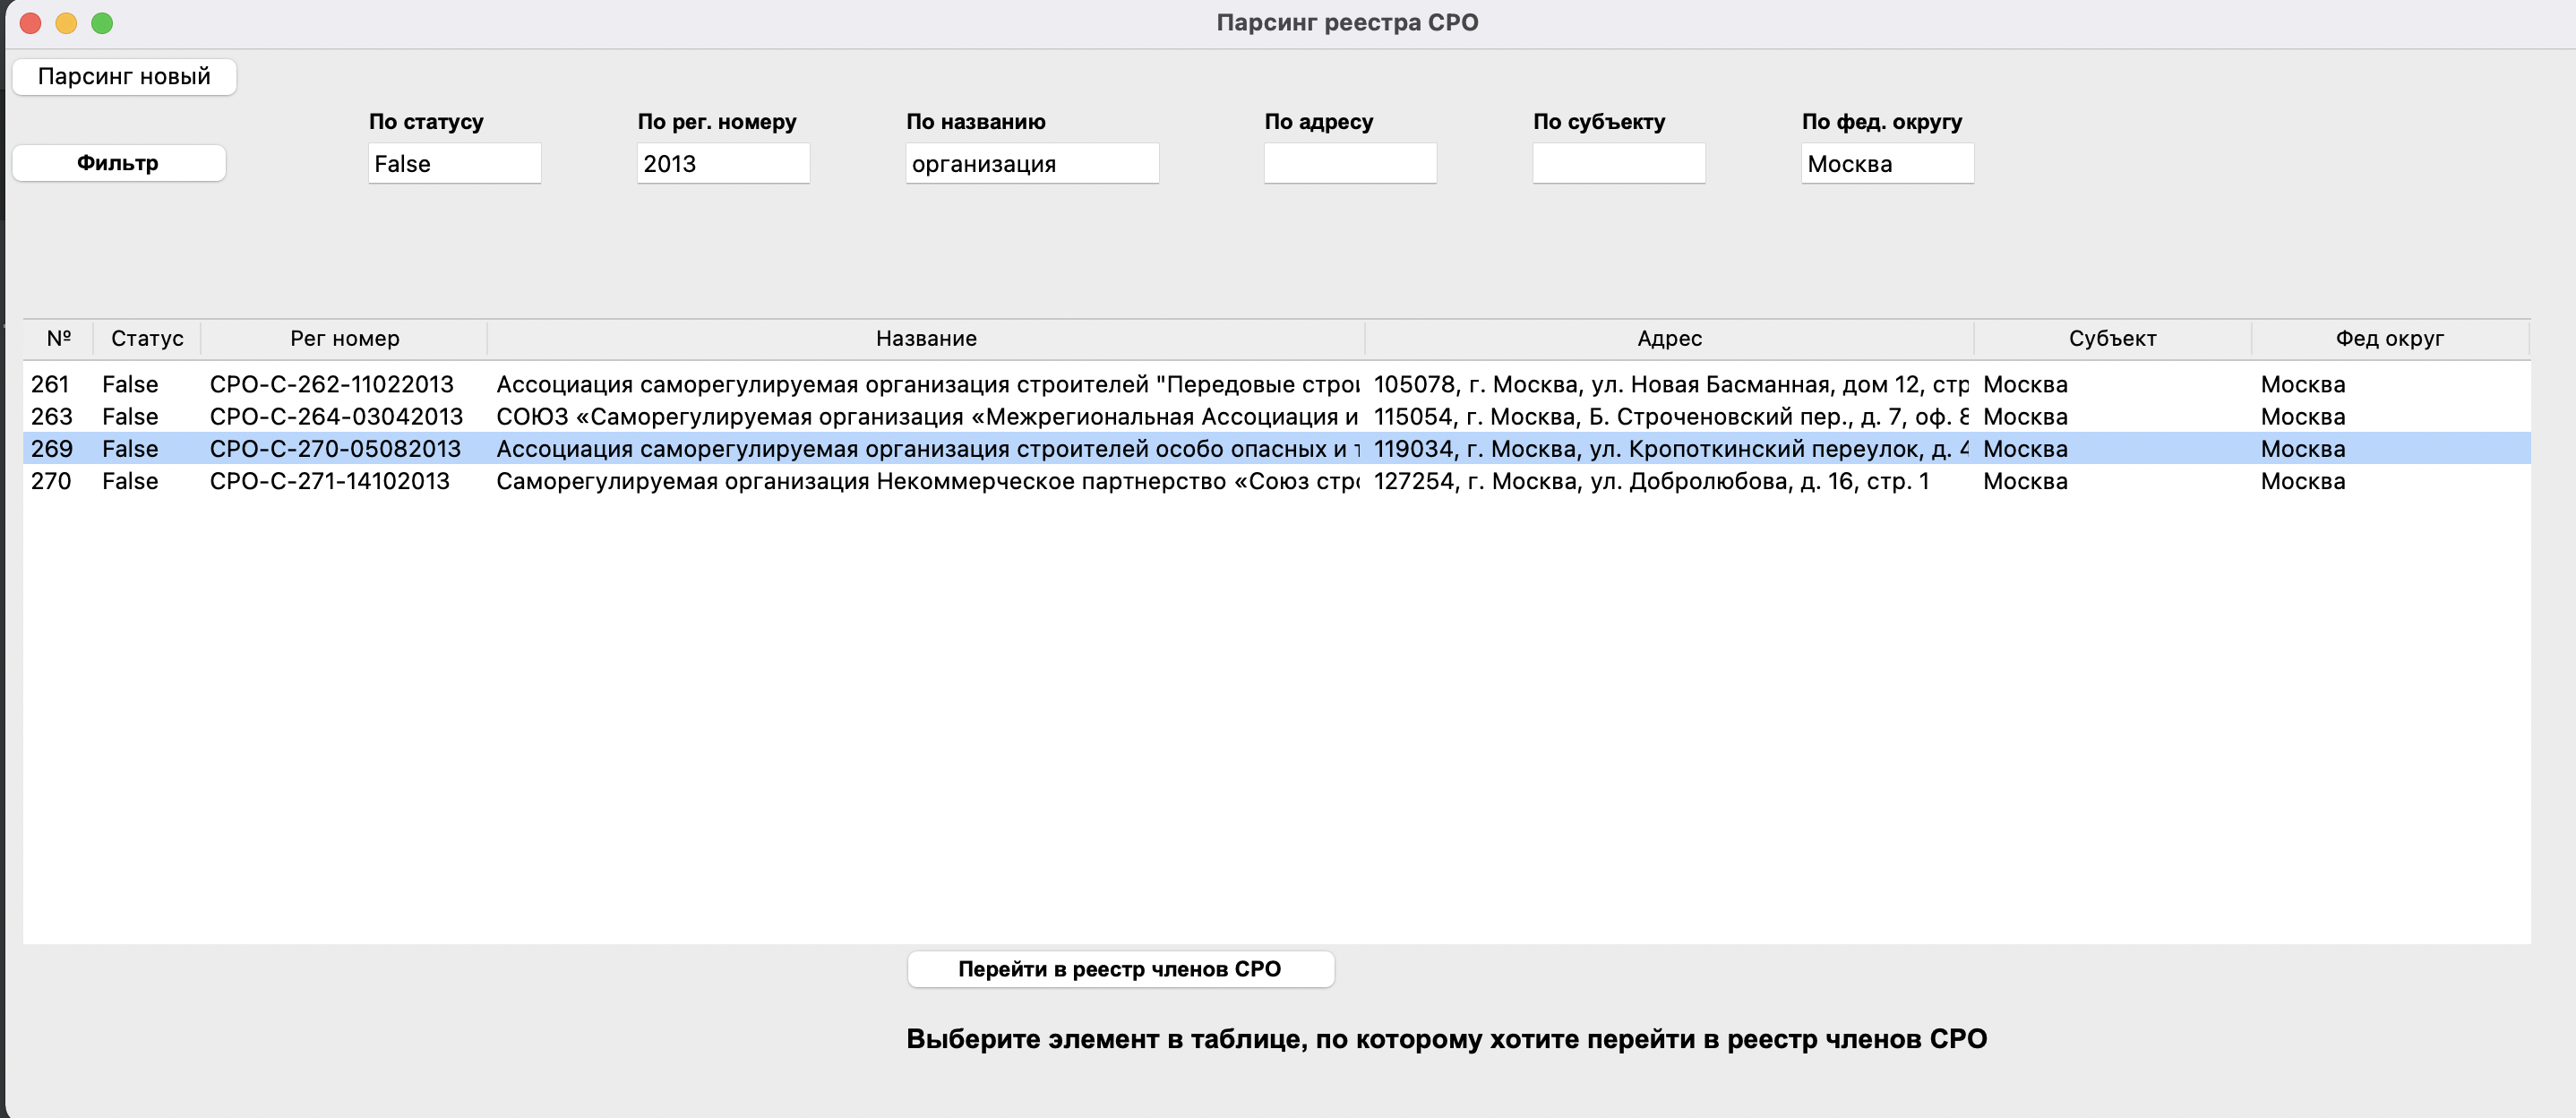 Парсинг реестра СРО
Парсинг новый
По статусу По рег. номеру По названию По адресу По субъекту По фед. округу
Фильтр False 2013 организация Москва
№ Статус Рег номер Название Адрес Субъект Фед округ
261 False СРО-С-262-11022013 Ассоциация саморегулируемая организация строителей "Передовые 105078, г. Москва, ул. Новая Басманная, дом 12, стр Москва Москва
263 False СРО-С-264-03042013 СОЮЗ «Саморегулируемая организация «Межрегиональная Ассоциация и 115054, г. Москва, Б. Строченовский пер., д. 7, оф. Москва Москва
269 False СРО-С-270-05082013 Ассоциация саморегулируемая организация строителей особо опасных и 119034, г. Москва, ул. Кропоткинский переулок, д. Москва Москва
270 False СРО-С-271-14102013 Саморегулируемая организация Некоммерческое партнерство «Союз 127254, г. Москва, ул. Добролюбова, д. 16, стр. 1 Москва Москва
Перейти в реестр членов СРО
Выберите элемент в таблице, по которому хотите перейти в реестр членов СРО